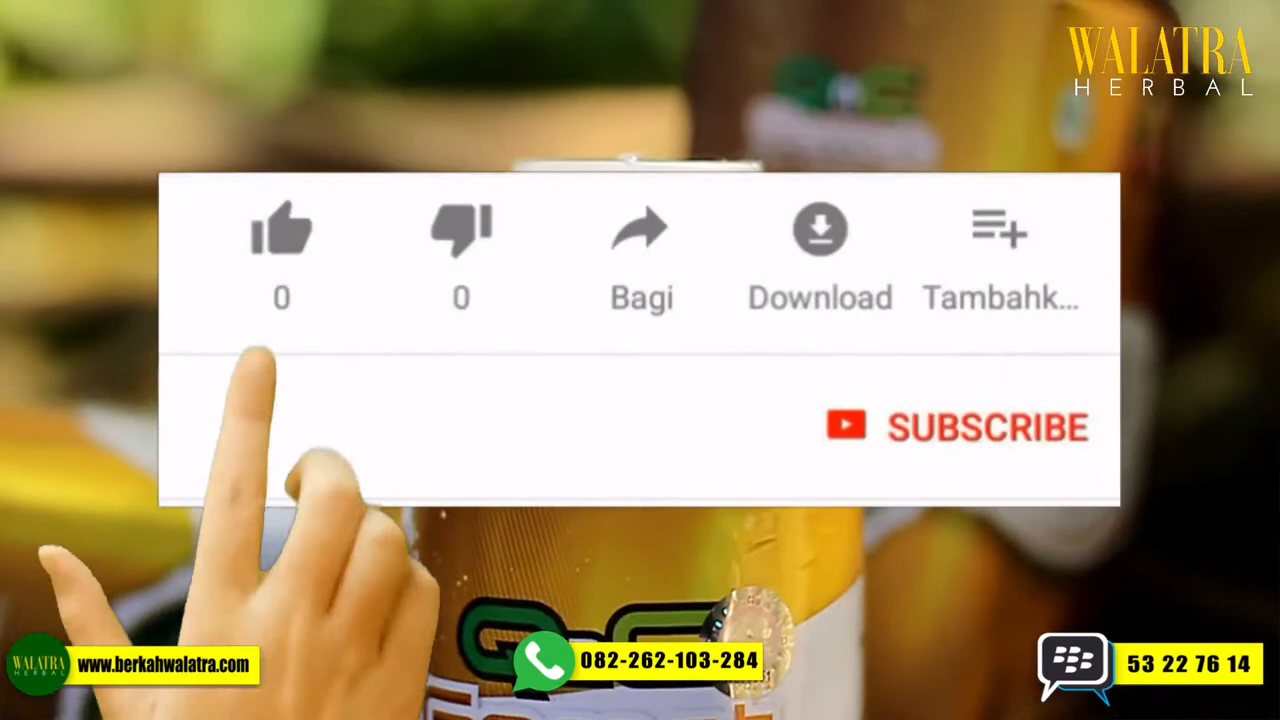 WALATRA
HERBAL
0
0
Bagi
Download
Tambahk...
SUBSCRIBE
WALATRA
HERBAL
www.berkahwalatra.com
082-262-103-284
53 22 76 14